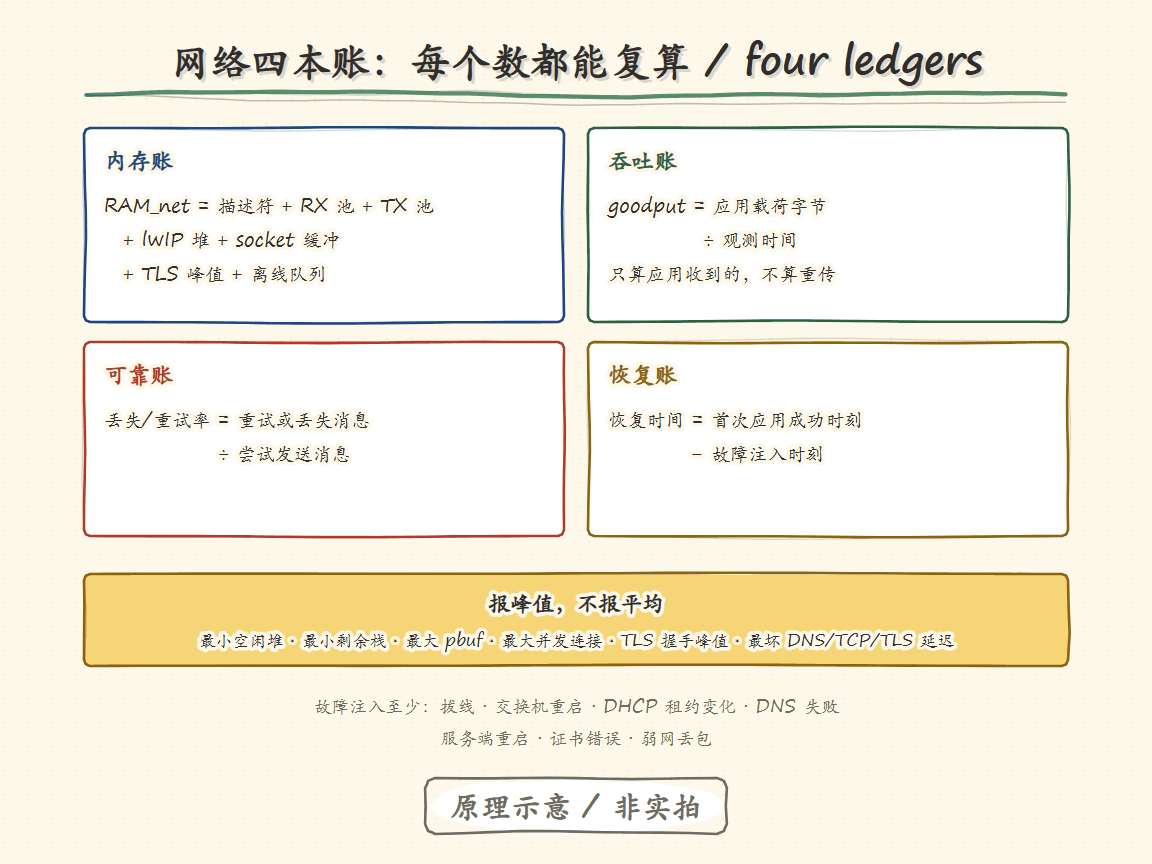 网络四本账：每个数都能复算 / four ledgers
内存账
RAM_net = 描述符 + RX 池 + TX 池
+ lwIP 堆 + socket 缓冲
+ TLS 峰值 + 离线队列
吞吐账
goodput = 应用载荷字节
÷ 观测时间
只算应用收到的，不算重传
可靠账
丢失/重试率 = 重试或丢失消息
÷ 尝试发送消息
恢复账
恢复时间 = 首次应用成功时刻
− 故障注入时刻
报峰值，不报平均
最小空闲堆 · 最小剩余栈 · 最大 pbuf · 最大并发连接 · TLS 握手峰值 · 最坏 DNS/TCP/TLS 延迟
故障注入至少：拔线 · 交换机重启 · DHCP 租约变化 · DNS 失败
服务端重启 · 证书错误 · 弱网丢包
原理示意 / 非实拍